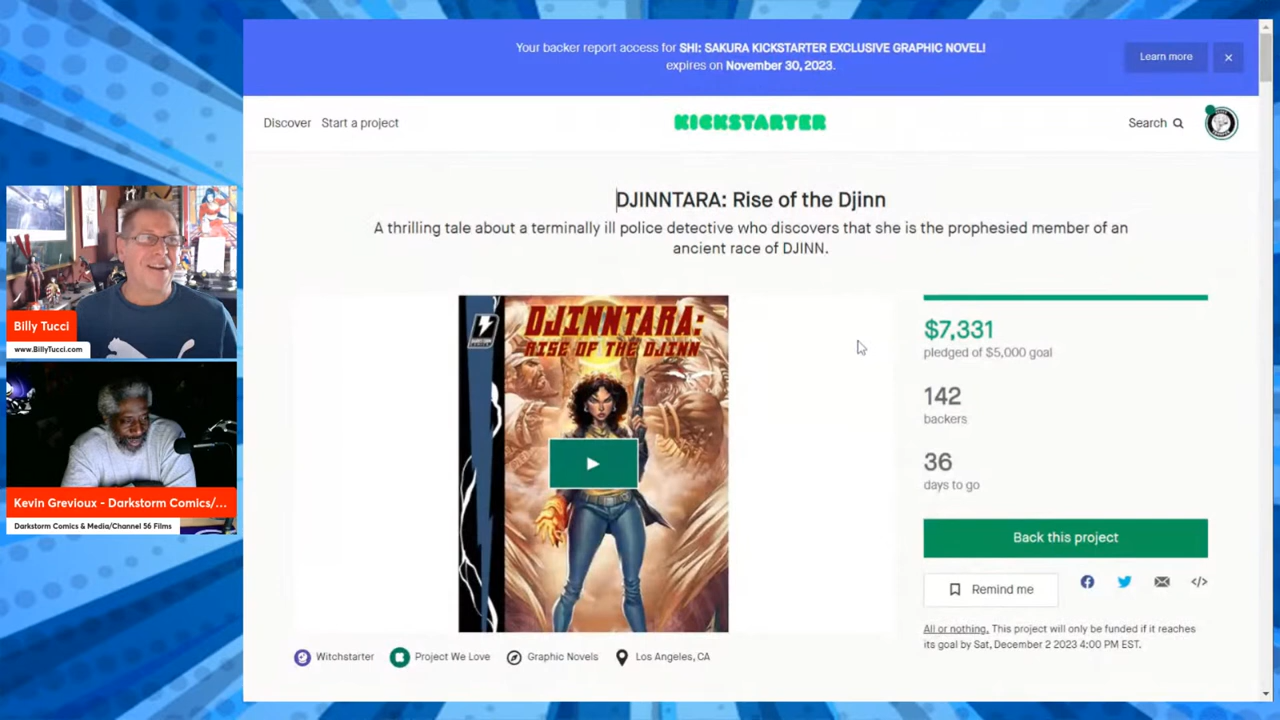 Your backer report access for SHI: SAKURA KICKSTARTER EXCLUSIVE GRAPHIC NOVEL!
expires on November 30, 2023.
Learn more
Discover Start a project
KICKSTARTER
Search
DJINNTARA: Rise of the Djinn
A thrilling tale about a terminally ill police detective who discovers that she is the prophesied member of an
ancient race of DJINN.
DJINNTARA:
RISE OF THE DJINN
$7,331
pledged of $5,000 goal
142
backers
36
days to go
Back this project
Remind me
All or nothing. This project will only be funded if it reaches
its goal by Sat, December 2 2023 4:00 PM EST.
Witchstarter
Project We Love
Graphic Novels
Los Angeles, CA
Billy Tucci
www.BillyTucci.com
Kevin Grevioux - Darkstorm Comics/...
Darkstorm Comics & Media/Channel 56 Films